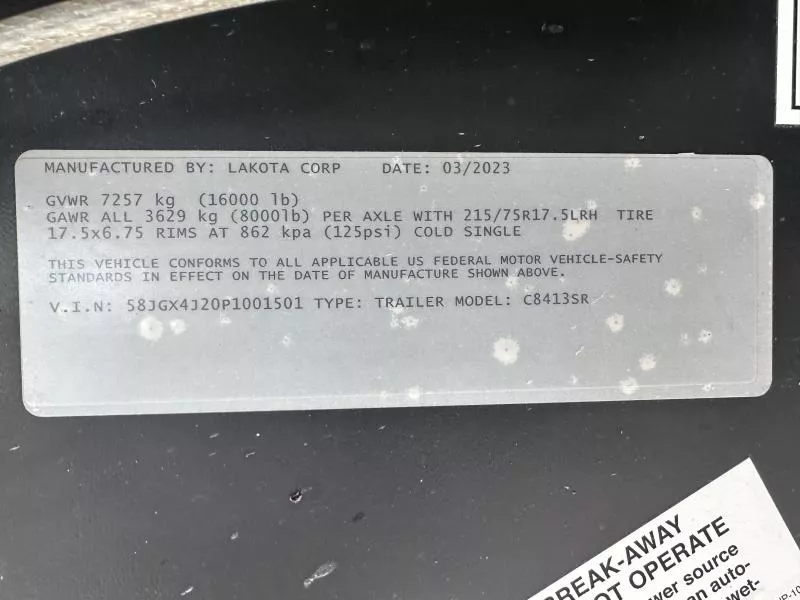 MANUFACTURED BY: LAKOTA CORP DATE: 03/2023
GVWR 7257 kg (16000 lb)
GAWR ALL 3629 kg (8000lb) PER AXLE WITH 215/75R17.5LRH TIRE
17.5x6.75 RIMS AT 862 kpa (125psi) COLD SINGLE
THIS VEHICLE CONFORMS TO ALL APPLICABLE US FEDERAL MOTOR VEHICLE-SAFETY
STANDARDS IN EFFECT ON THE DATE OF MANUFACTURE SHOWN ABOVE.
V.I.N: 58JGX4J20P1001501 TYPE: TRAILER MODEL: C8413SR
BREAK-AWAY
OT OPERATE
wer source
an auto-
wet-